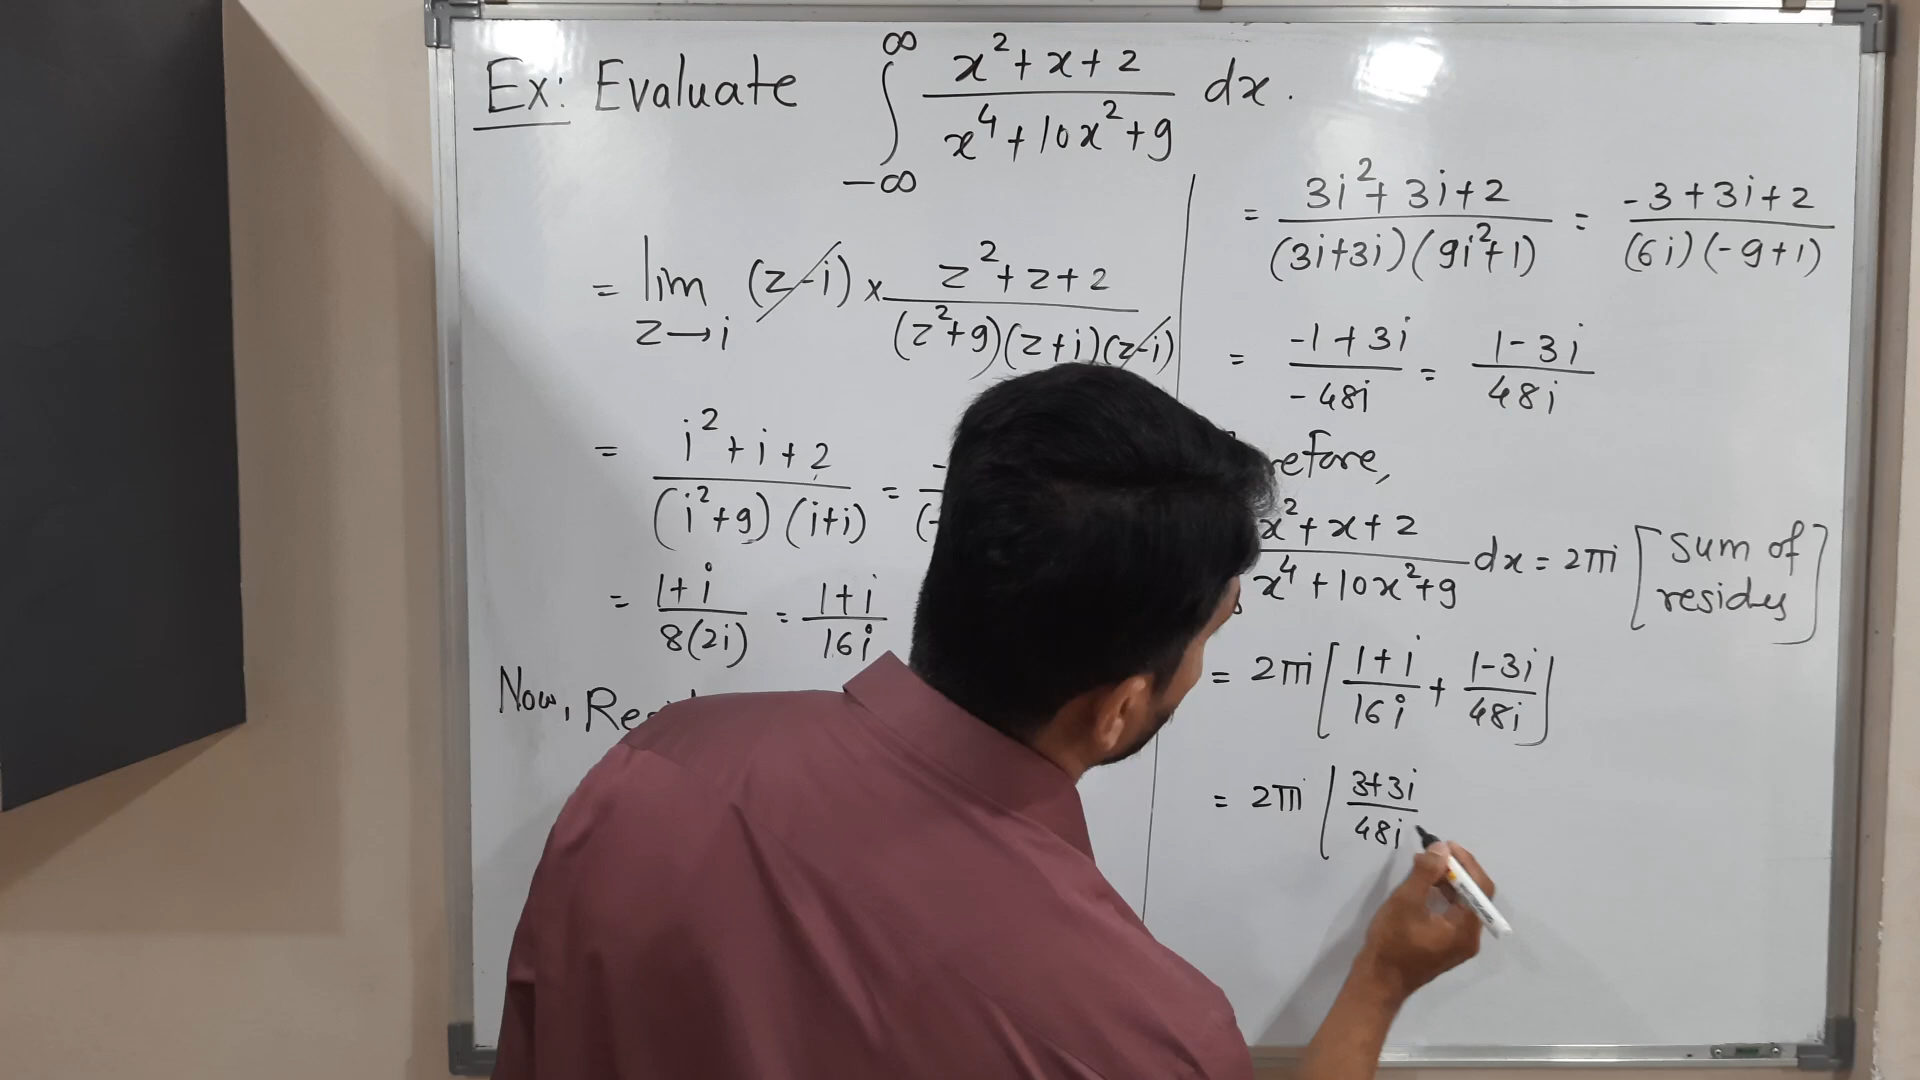 Ex: Evaluate ∫_{-∞}^{∞} (x²+x+2)/(x⁴+10x²+9) dx.
= lim_{z→i} (z-i) × (z²+z+2)/((z²+9)(z+i)(z-i))
= (i²+i+2)/((i²+9)(i+i)) =
= (1+i)/(8(2i)) = (1+i)/(16i)
Now,
= (3i²+3i+2)/((3i+3i)(9i²+1)) = (-3+3i+2)/((6i)(-9+1))
= (-1+3i)/(-48i) = (1-3i)/(48i)
(x²+x+2)/(x⁴+10x²+9) dx = 2πi [sum of residues]
= 2πi [(1+i)/(16i) + (1-3i)/(48i)]
= 2πi [(3+3i)/(48i)